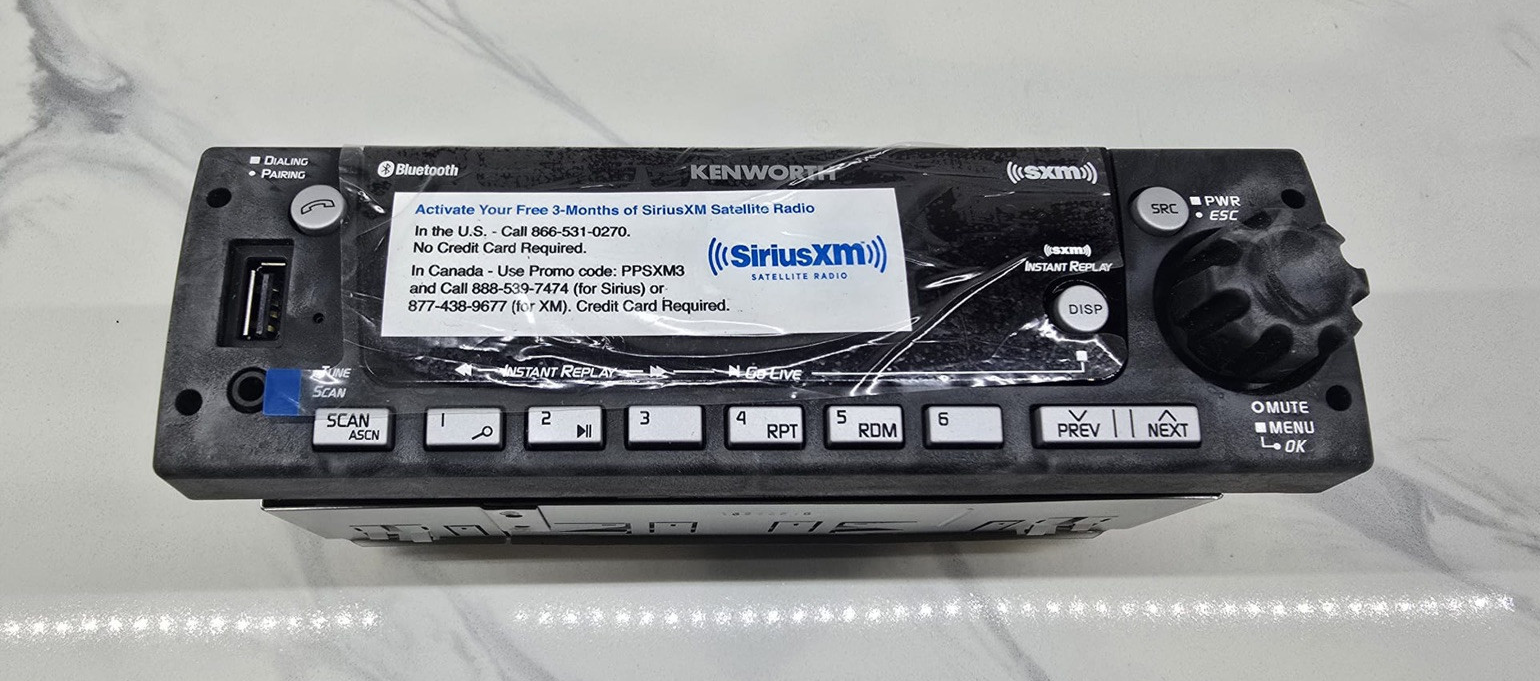 DIALING
PAIRING
Bluetooth
KENWORTH
((sxm))
SRC
PWR
ESC
Activate Your Free 3-Months of SiriusXM Satellite Radio
In the U.S. - Call 866-531-0270.
No Credit Card Required.
In Canada - Use Promo code: PPSXM3
and Call 888-539-7474 (for Sirius) or
877-438-9677 (for XM). Credit Card Required.
((SiriusXM))
SATELLITE RADIO
((sxm))
INSTANT REPLAY
DISP
TUNE
SCAN
INSTANT REPLAY
GO LIVE
SCAN
ASCN
1
2
3
4 RPT
5 RDM
6
PREV
NEXT
MUTE
MENU
OK